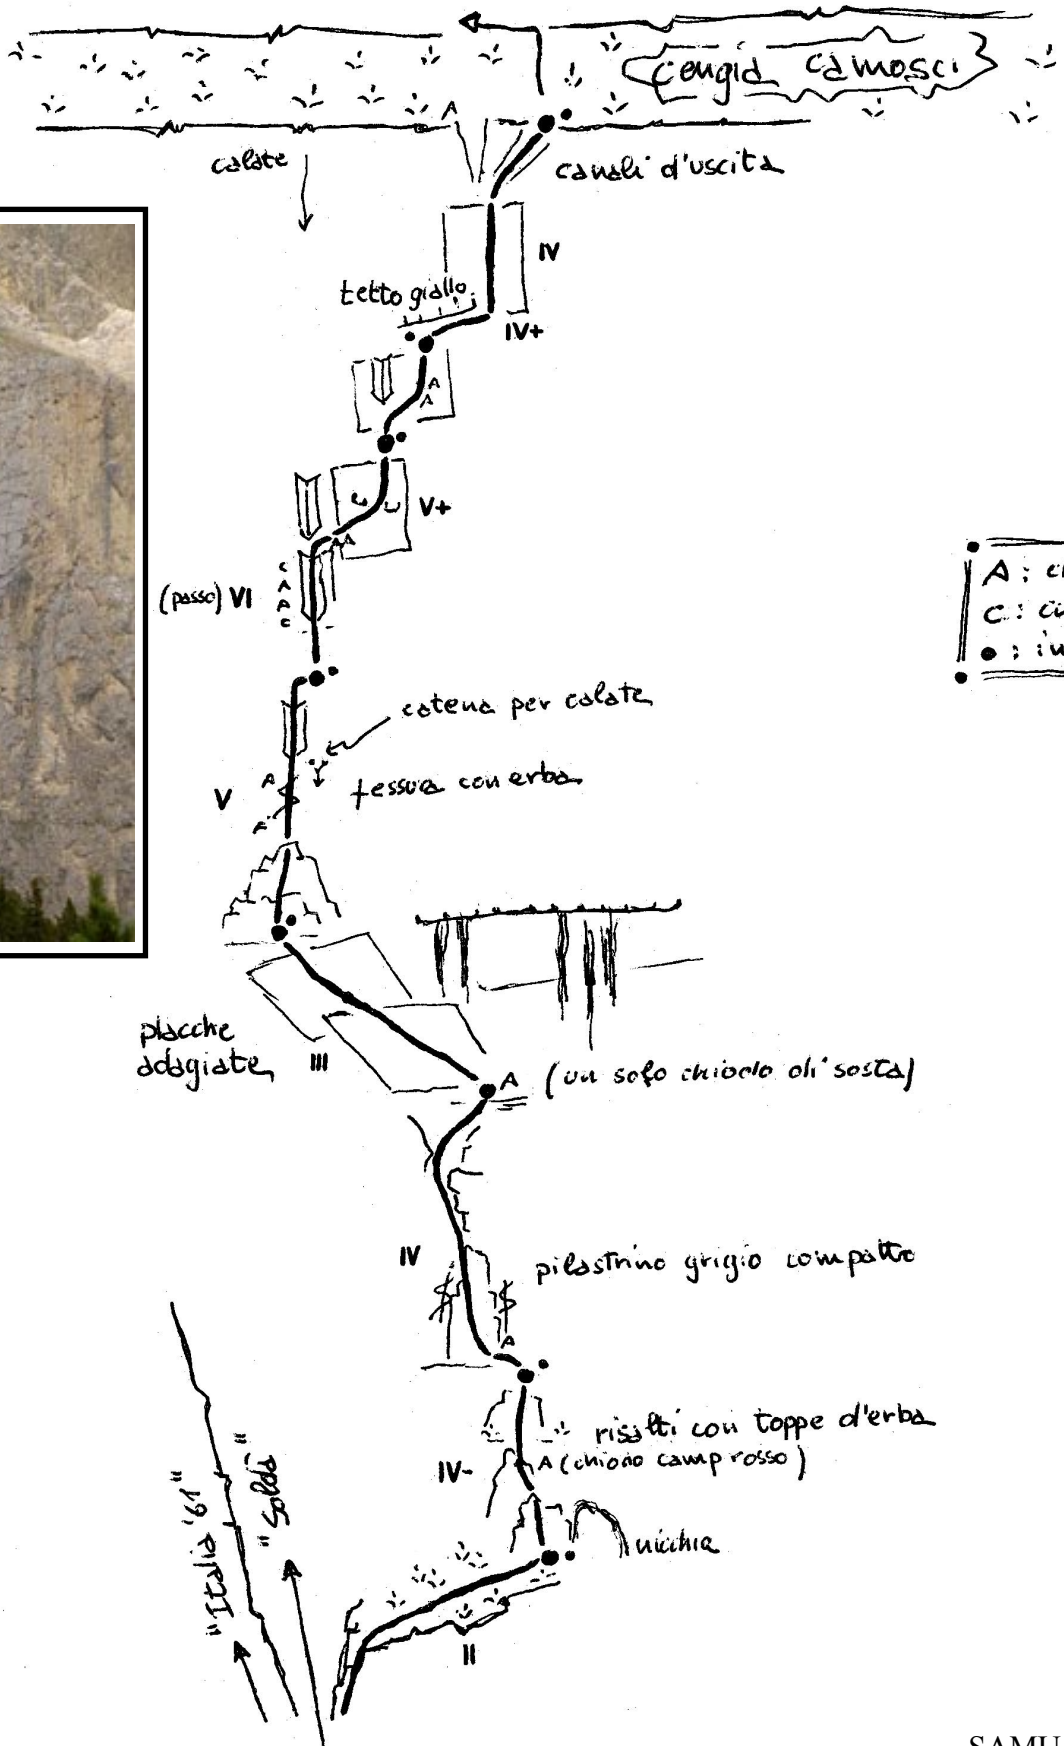 cengia camosci
A
calate
canali d'uscita
IV
tetto giallo
IV+
A
A
V+
AA
(passo) VI
C
A
A
C
A :
C :
● :
catena per calate
A
V
fessura con erba
placche
adagiate
III
A (un solo chiodo di sosta)
IV
pilastrino grigio compatto
A
risalti con toppe d'erba
IV-
A (chiodo camp rosso)
nicchia
"Italia '61"
"Soldà"
II
SAMU